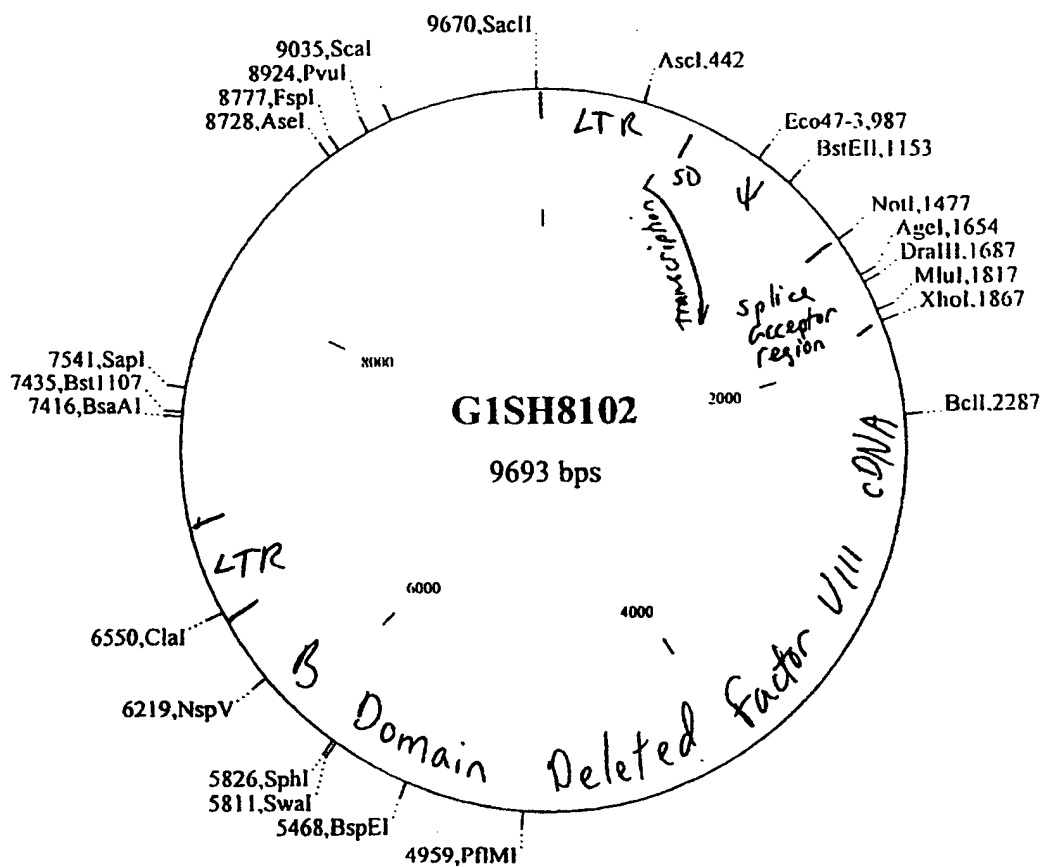 9670,SacII
9035,ScaI
8924,PvuI
8777,FspI
8728,AseI
AscI,442
Eco47-3,987
BstEII,1153
NotI,1477
AgeI,1654
DraIII,1687
MluI,1817
XhoI,1867
BclI,2287
LTR
SD
Ψ
transcription
splice
acceptor
region
7541,SapI
7435,Bst1107
7416,BsaAI
8000
2000
G1SH8102
9693 bps
6000
4000
LTR
B Domain Deleted Factor VIII cDNA
6550,ClaI
6219,NspV
5826,SphI
5811,SwaI
5468,BspEI
4959,PflMI